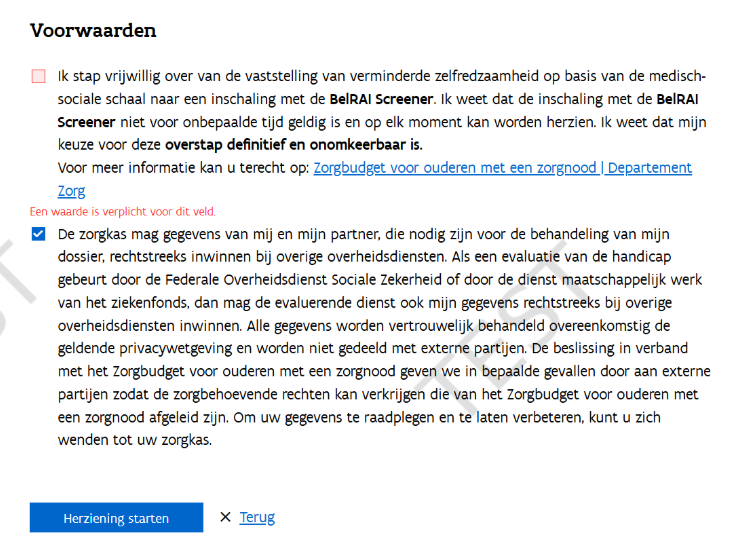 Voorwaarden
Ik stap vrijwillig over van de vaststelling van verminderde zelfredzaamheid op basis van de medisch-
sociale schaal naar een inschaling met de BelRAI Screener. Ik weet dat de inschaling met de BelRAI
Screener niet voor onbepaalde tijd geldig is en op elk moment kan worden herzien. Ik weet dat mijn
keuze voor deze overstap definitief en onomkeerbaar is.
Voor meer informatie kan u terecht op: Zorgbudget voor ouderen met een zorgnood | Departement
Zorg
Een waarde is verplicht voor dit veld.
De zorgkas mag gegevens van mij en mijn partner, die nodig zijn voor de behandeling van mijn
dossier, rechtstreeks inwinnen bij overige overheidsdiensten. Als een evaluatie van de handicap
gebeurt door de Federale Overheidsdienst Sociale Zekerheid of door de dienst maatschappelijk werk
van het ziekenfonds, dan mag de evaluerende dienst ook mijn gegevens rechtstreeks bij overige
overheidsdiensten inwinnen. Alle gegevens worden vertrouwelijk behandeld overeenkomstig de
geldende privacywetgeving en worden niet gedeeld met externe partijen. De beslissing in verband
met het Zorgbudget voor ouderen met een zorgnood geven we in bepaalde gevallen door aan externe
partijen zodat de zorgbehoevende rechten kan verkrijgen die van het Zorgbudget voor ouderen met
een zorgnood afgeleid zijn. Om uw gegevens te raadplegen en te laten verbeteren, kunt u zich
wenden tot uw zorgkas.
ST
TEST
Herziening starten × Terug